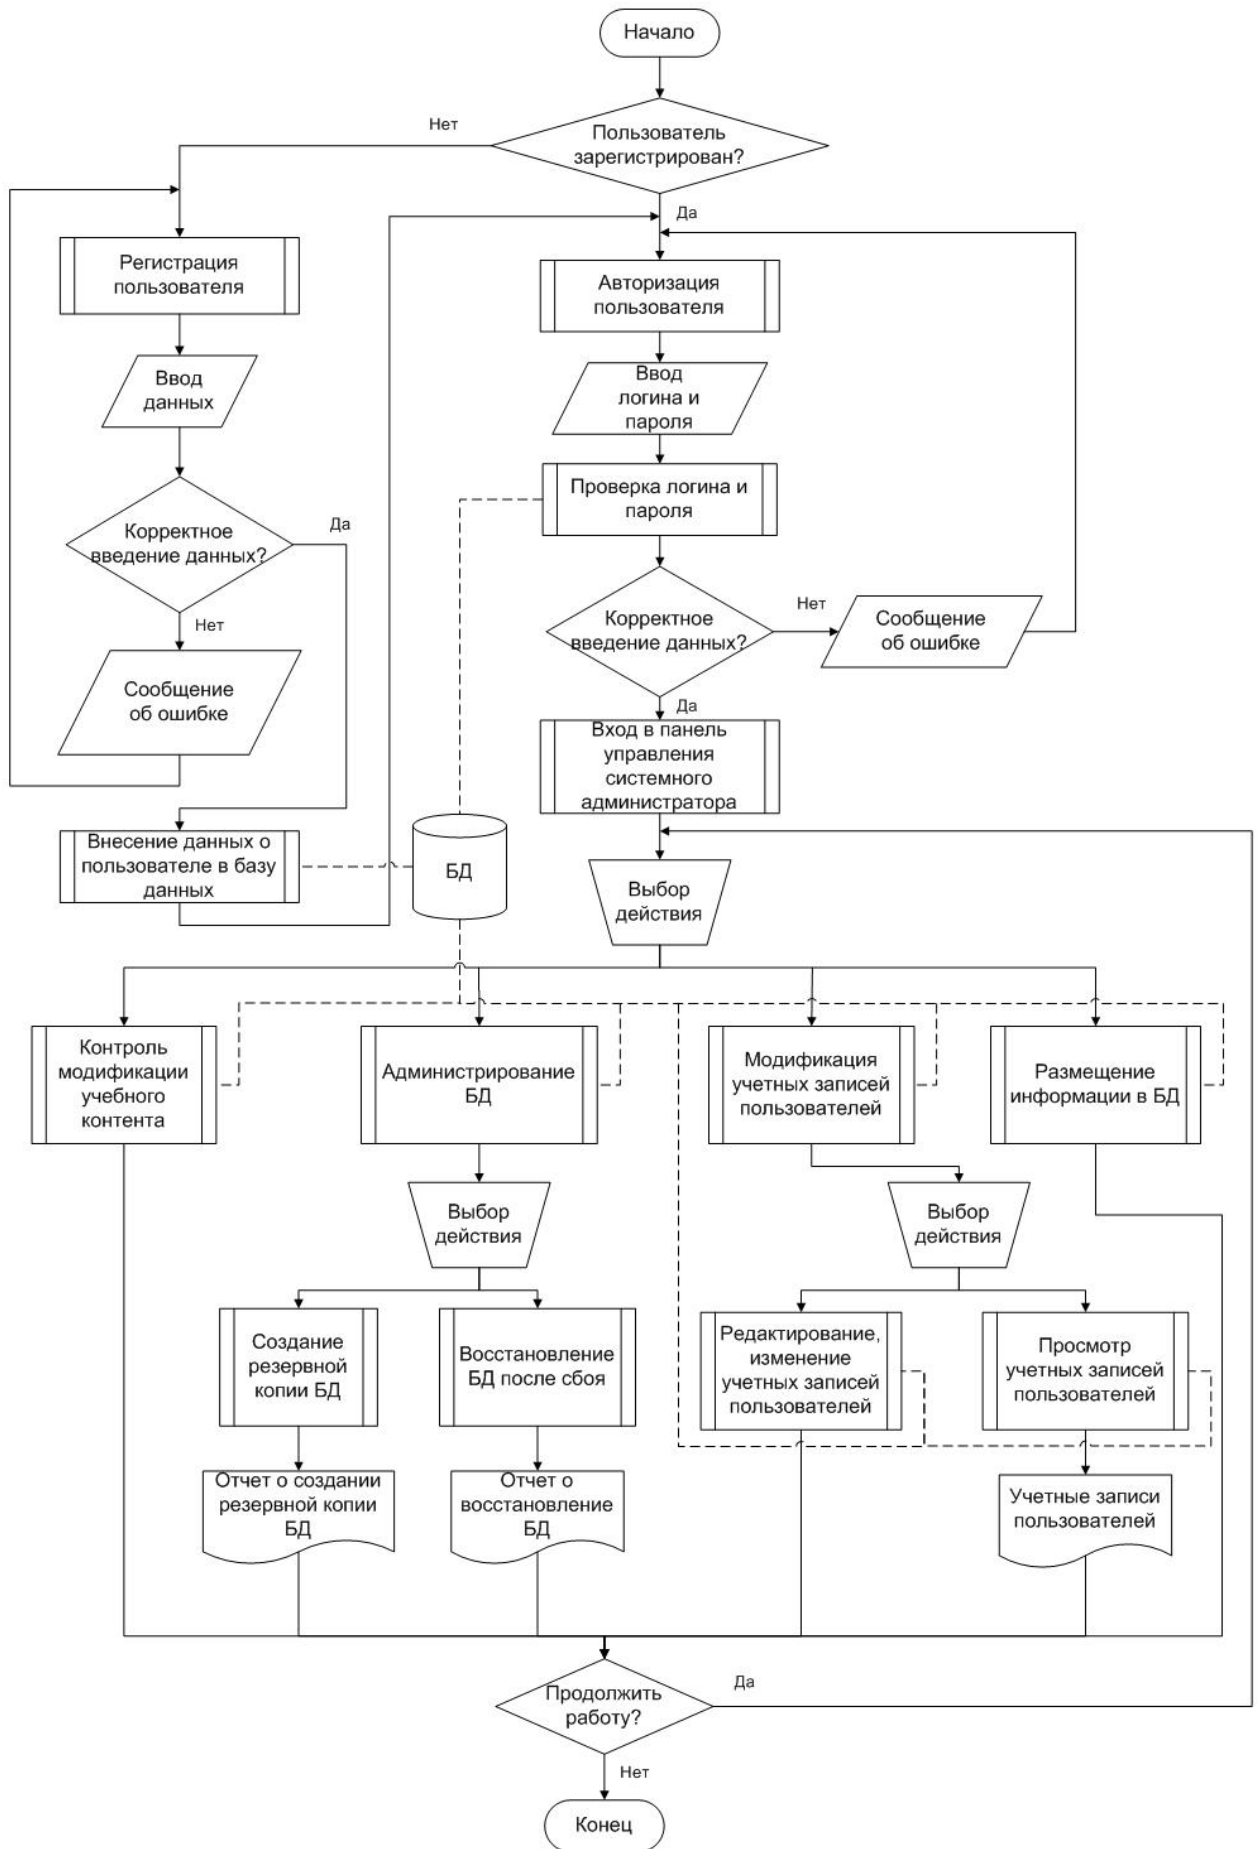 Начало
Нет
Пользователь
зарегистрирован?
Да
Регистрация
пользователя
Авторизация
пользователя
Ввод
данных
Ввод
логина и
пароля
Проверка логина и
пароля
Корректное
введение данных?
Да
Нет
Корректное
введение данных?
Нет
Сообщение
об ошибке
Да
Сообщение
об ошибке
Вход в панель
управления
системного
администратора
Внесение данных о
пользователе в базу
данных
БД
Выбор
действия
Контроль
модификации
учебного
контента
Администрирование
БД
Модификация
учетных записей
пользователей
Размещение
информации в БД
Выбор
действия
Выбор
действия
Создание
резервной
копии БД
Восстановление
БД после сбоя
Редактирование,
изменение
учетных записей
пользователей
Просмотр
учетных записей
пользователей
Отчет о создании
резервной копии
БД
Отчет о
восстановление
БД
Учетные записи
пользователей
Продолжить
работу?
Да
Нет
Конец